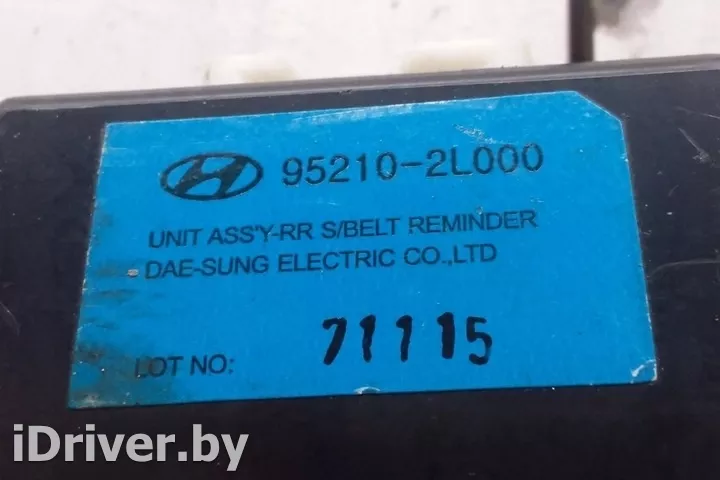 95210-2L000
UNIT ASS'Y-RR S/BELT REMINDER
DAE-SUNG ELECTRIC CO.,LTD
LOT NO: 71115
iDriver.by